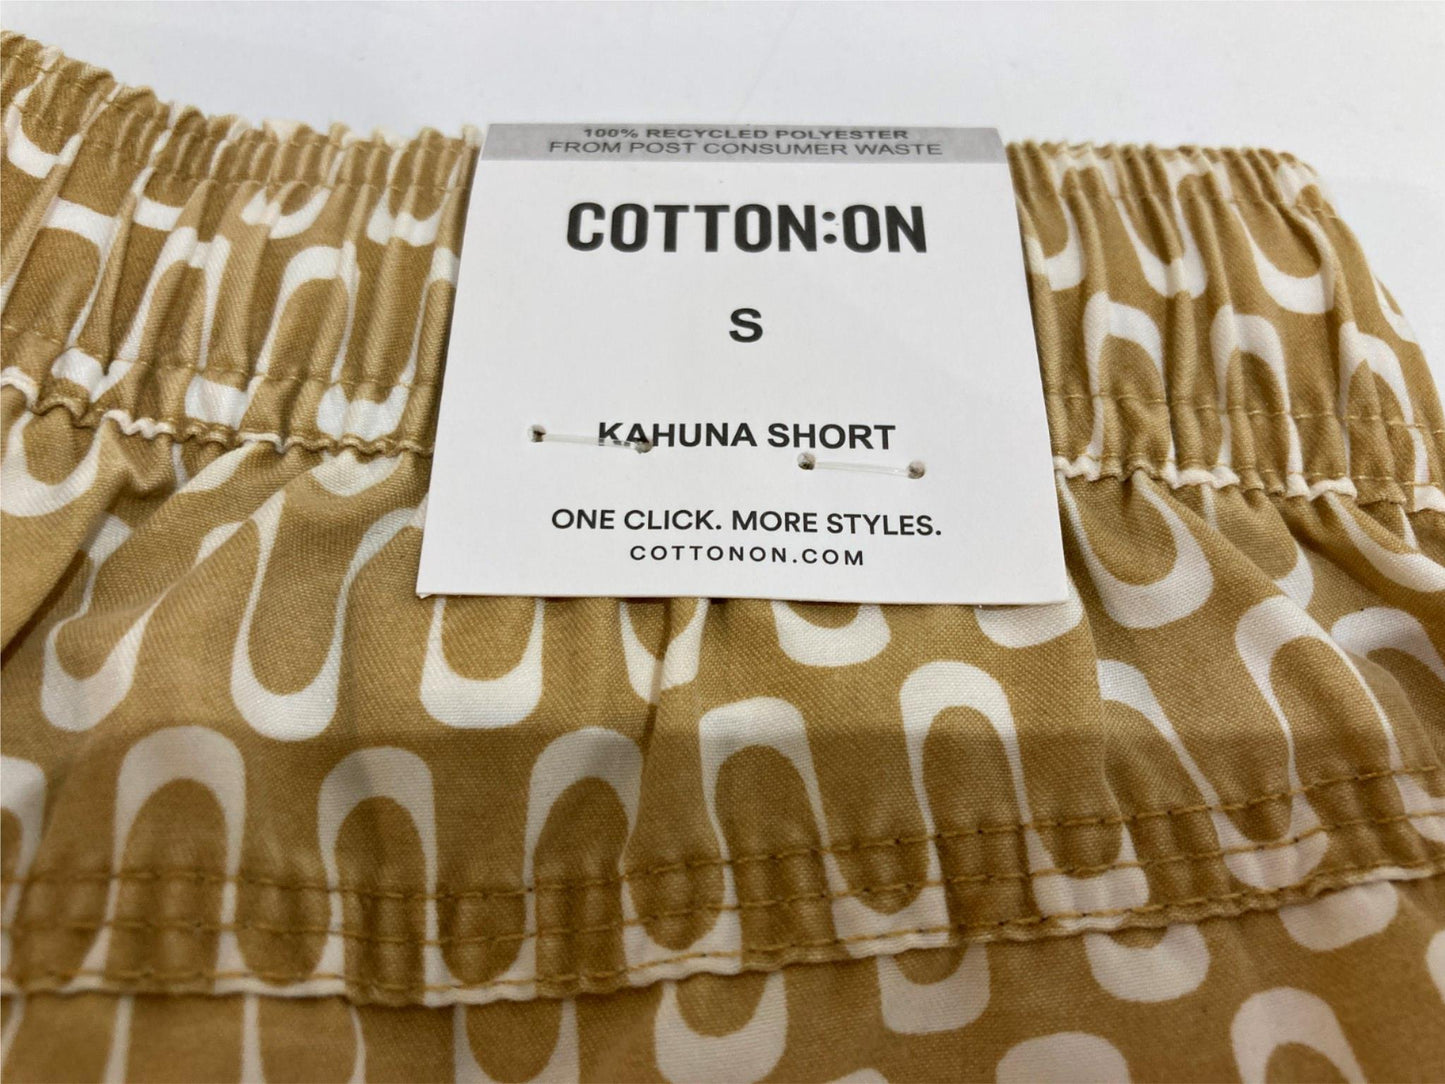 100% RECYCLED POLYESTER
FROM POST CONSUMER WASTE
COTTON:ON
S
KAHUNA SHORT
ONE CLICK. MORE STYLES.
COTTONON.COM